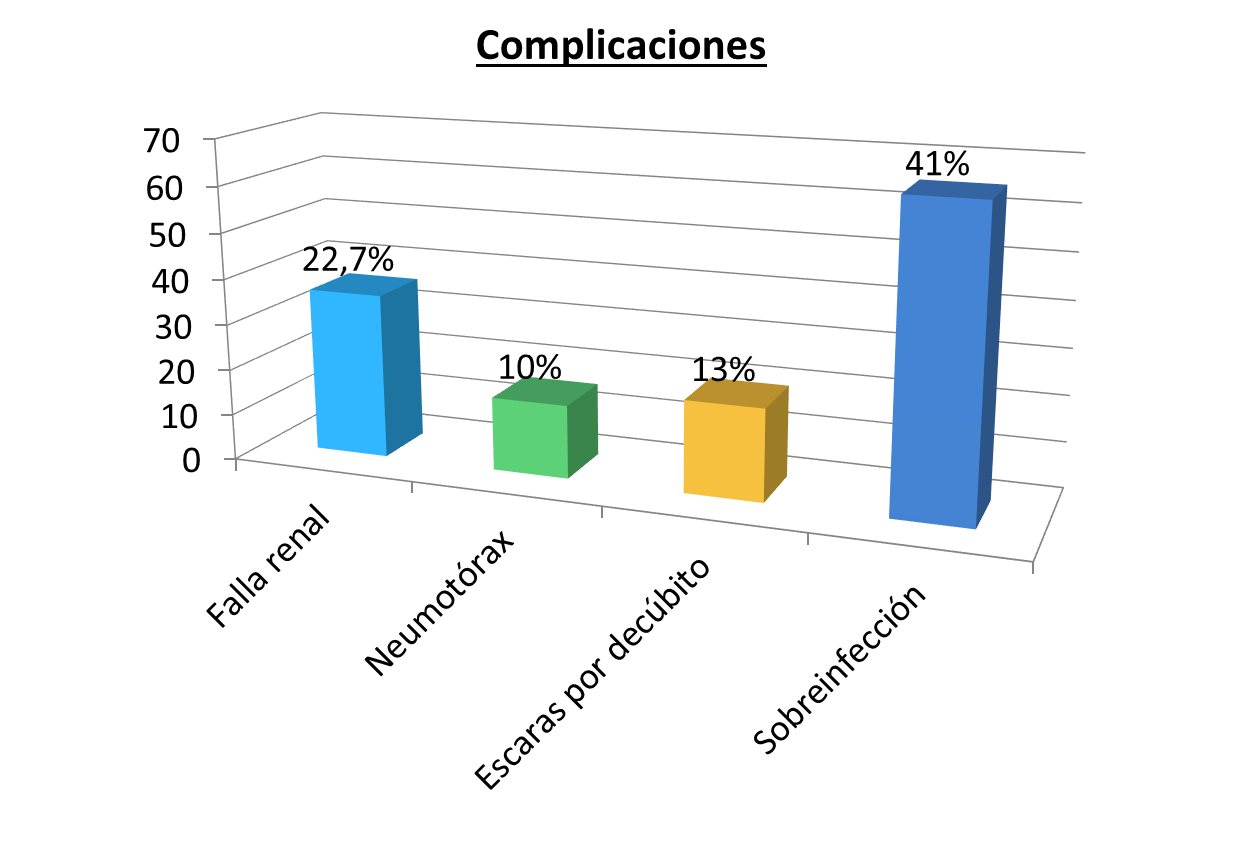 Complicaciones
70
60
50
40
30
20
10
0
22,7%
10%
13%
41%
Falla renal
Neumotórax
Escaras por decúbito
Sobreinfección